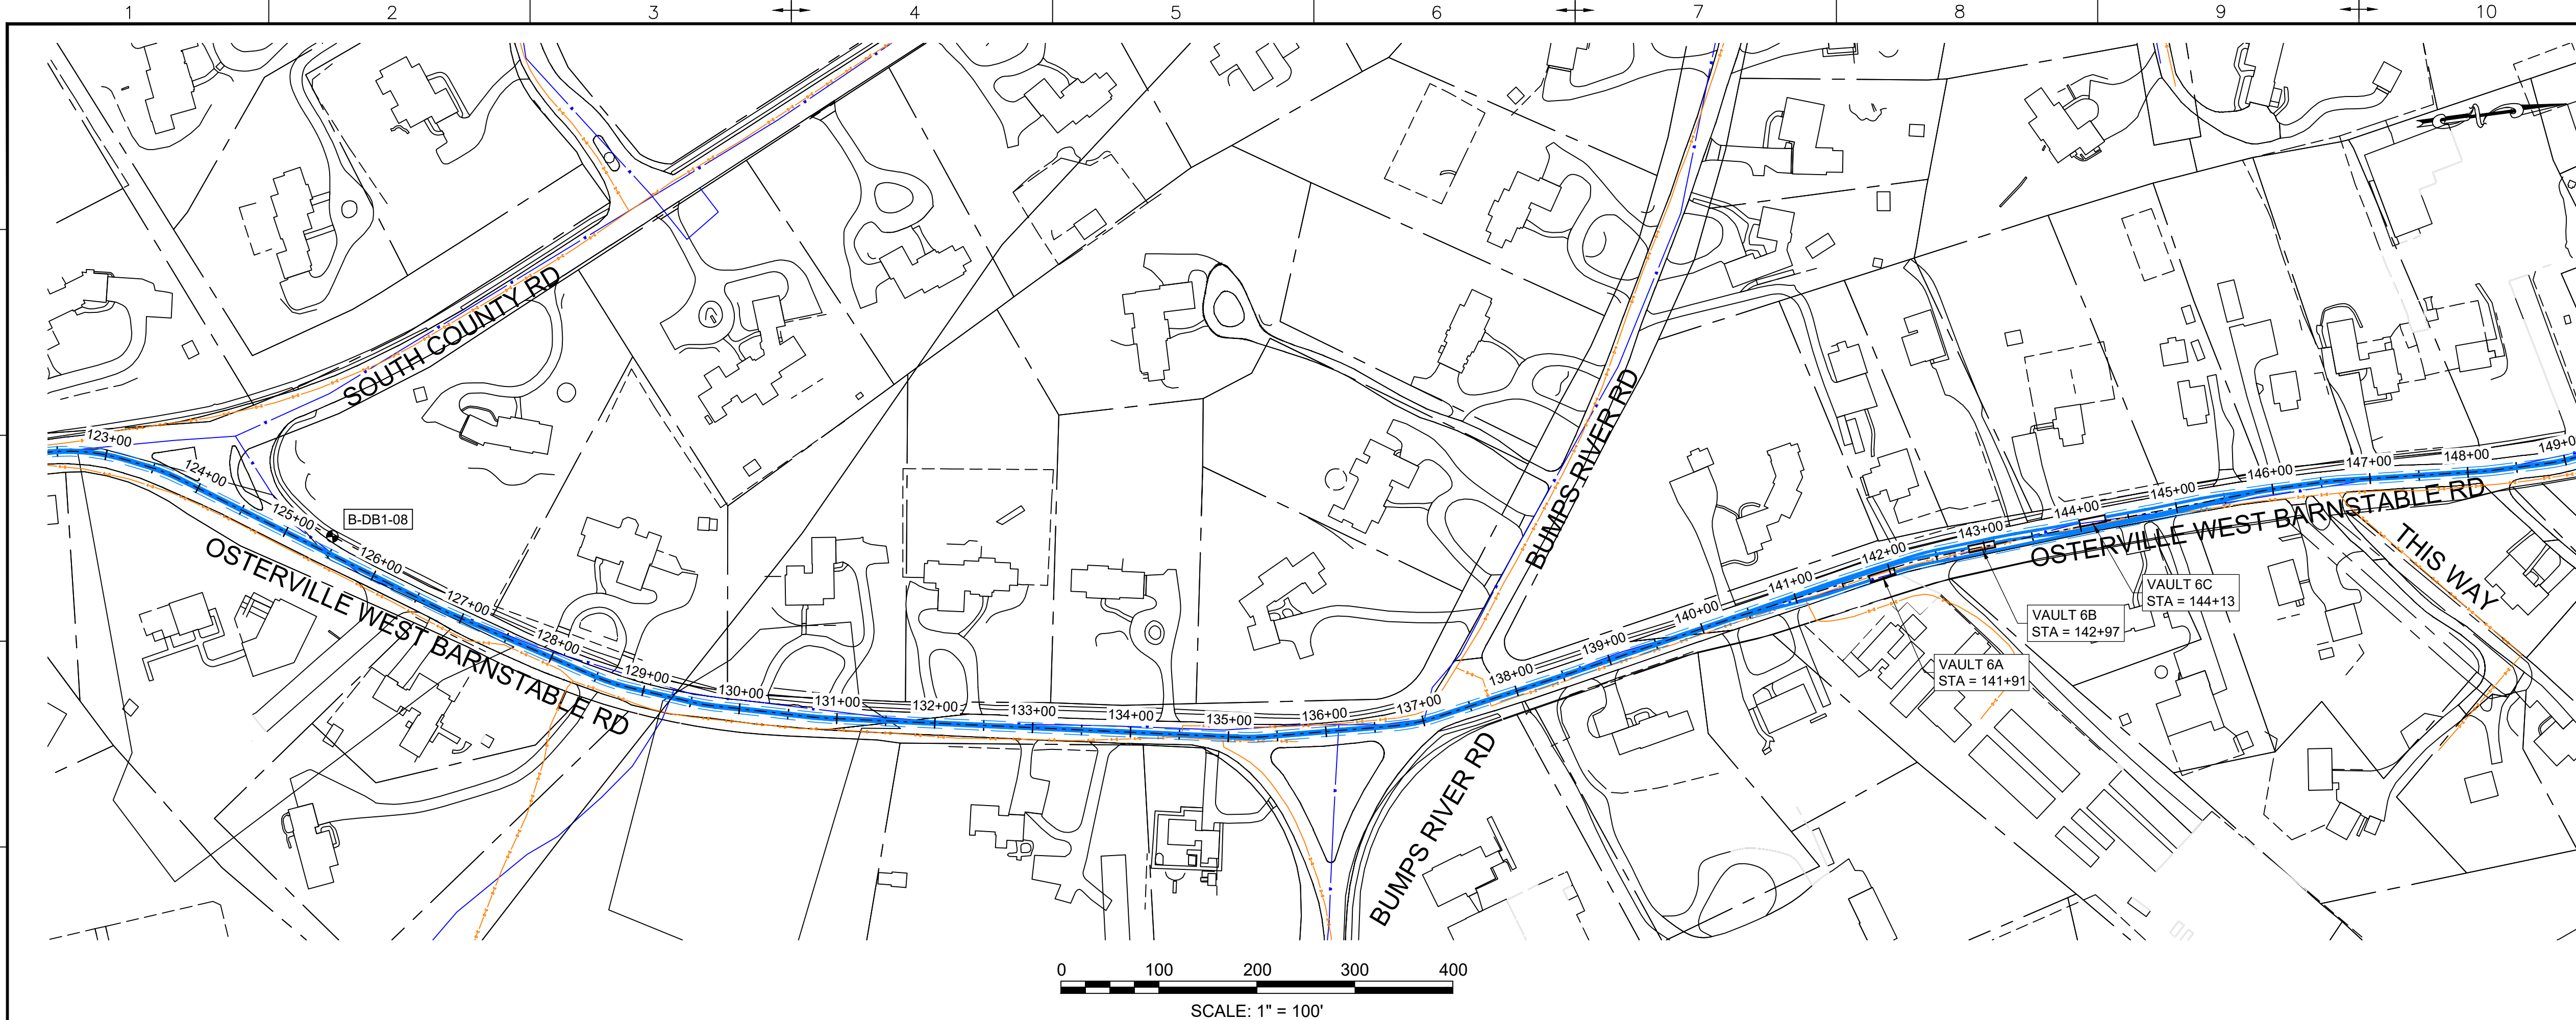 1 2 3 4 5 6 7 8 9 10
SOUTH COUNTY RD
123+00
124+00
125+00
B-DB1-08
126+00
127+00
128+00
129+00
130+00
131+00
132+00
133+00
134+00
135+00
136+00
137+00
138+00
139+00
140+00
141+00
142+00
143+00
144+00
145+00
146+00
147+00
148+00
149+0
OSTERVILLE WEST BARNSTABLE RD
BUMPS RIVER RD
OSTERVILLE WEST BARNSTABLE RD
THIS WAY
VAULT 6C
STA = 144+13
VAULT 6B
STA = 142+97
VAULT 6A
STA = 141+91
BUMPS RIVER RD
0 100 200 300 400
SCALE: 1" = 100'